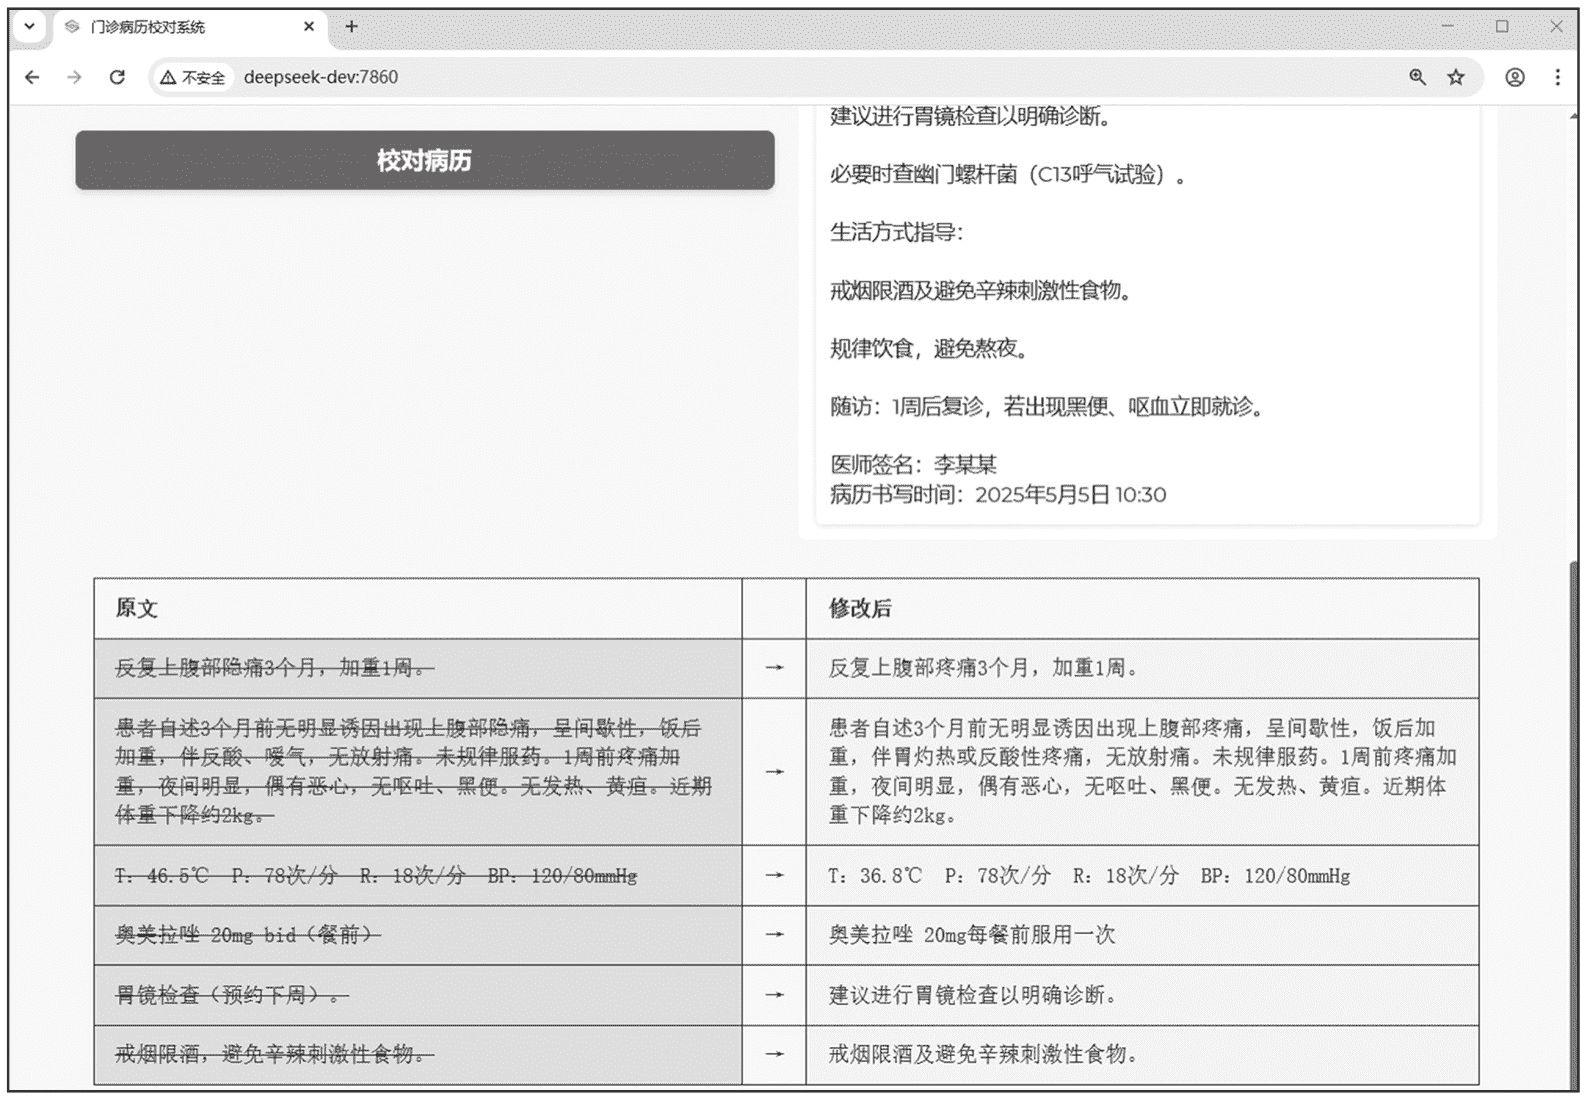 门诊病历校对系统
不安全 deepseek-dev:7860
校对病历
建议进行胃镜检查以明确诊断。
必要时查幽门螺杆菌（C13呼气试验）。
生活方式指导：
戒烟限酒及避免辛辣刺激性食物。
规律饮食，避免熬夜。
随访：1周后复诊，若出现黑便、呕血立即就诊。
医师签名：李某某
病历书写时间：2025年5月5日 10:30
原文 修改后
反复上腹部隐痛3个月，加重1周。 → 反复上腹部疼痛3个月，加重1周。
患者自述3个月前无明显诱因出现上腹部隐痛，呈间歇性，饭后
加重，伴反酸、嗳气，无放射痛。未规律服药。1周前疼痛加
重，夜间明显，偶有恶心，无呕吐、黑便。无发热、黄疸。近期
体重下降约2kg。
→
患者自述3个月前无明显诱因出现上腹部疼痛，呈间歇性，饭后加
重，伴胃灼热或反酸性疼痛，无放射痛。未规律服药。1周前疼痛加
重，夜间明显，偶有恶心，无呕吐、黑便。无发热、黄疸。近期体
重下降约2kg。
T：46.5℃ P：78次/分 R：18次/分 BP：120/80mmHg → T：36.8℃ P：78次/分 R：18次/分 BP：120/80mmHg
奥美拉唑 20mg bid（餐前） → 奥美拉唑 20mg每餐前服用一次
胃镜检查（预约下周）。 → 建议进行胃镜检查以明确诊断。
戒烟限酒，避免辛辣刺激性食物。 → 戒烟限酒及避免辛辣刺激性食物。